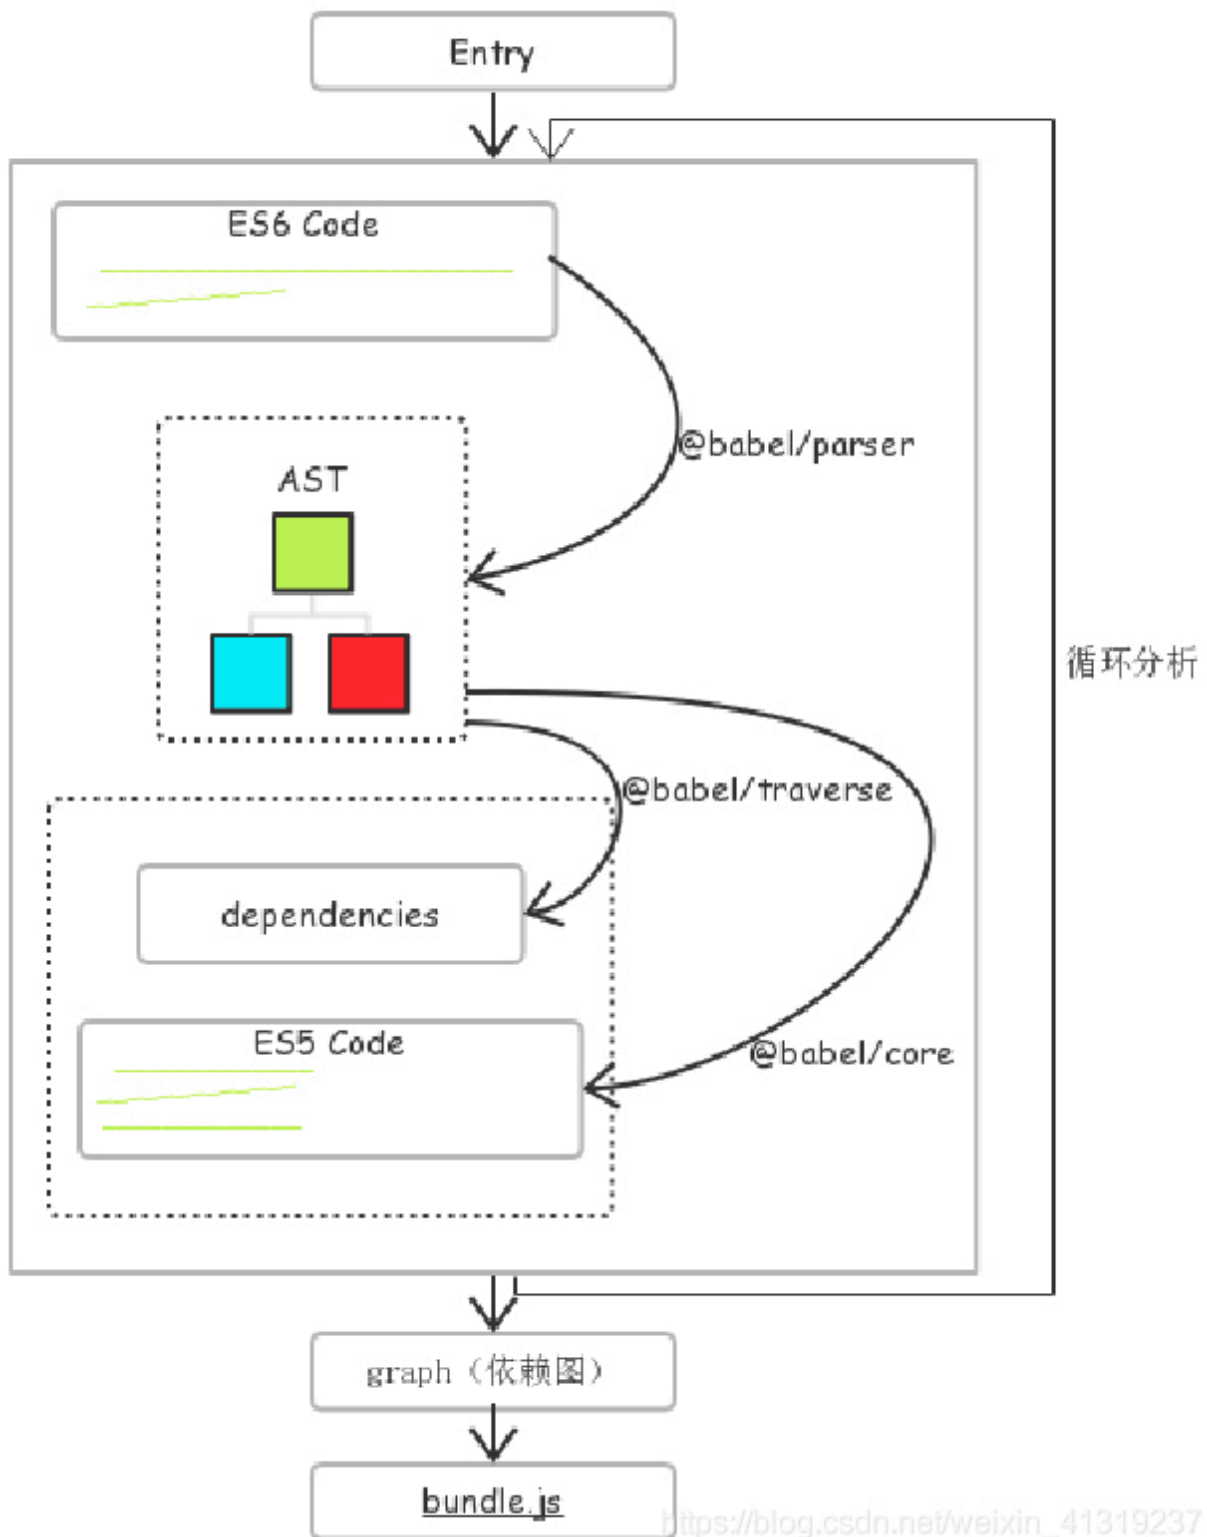 Entry
ES6 Code
@babel/parser
AST
循环分析
@babel/traverse
dependencies
ES5 Code
@babel/core
graph（依赖图）
bundle.js
https://blog.csdn.net/weixin_41319237